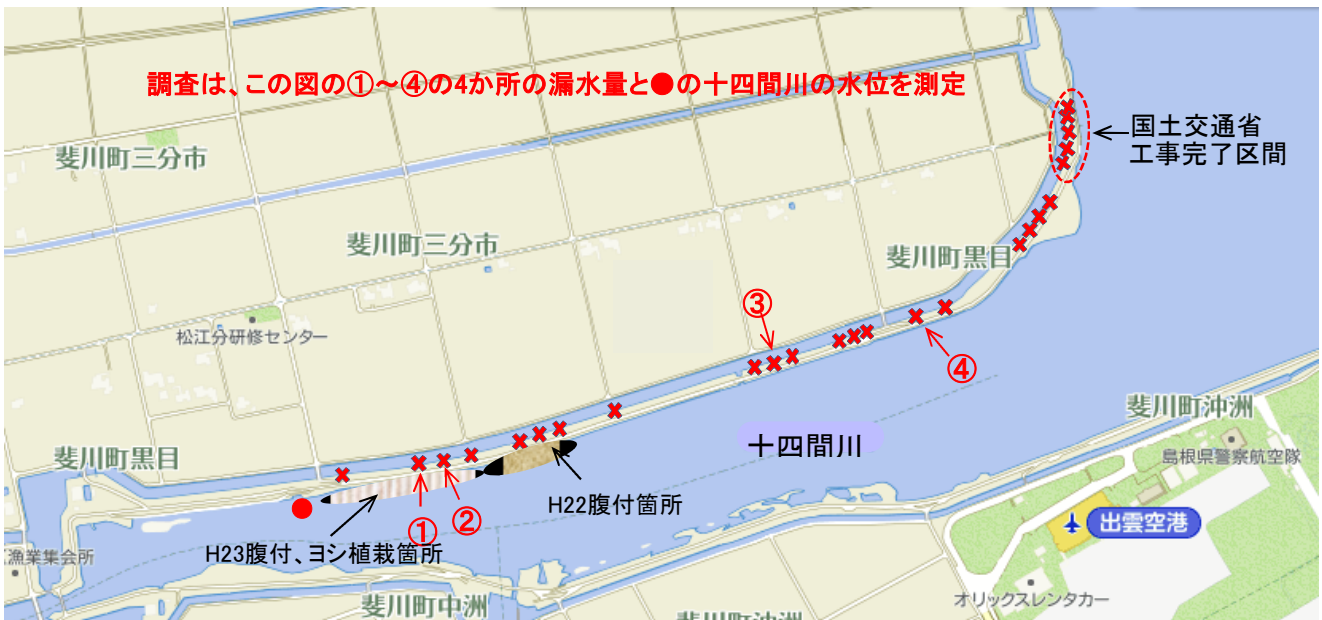 調査は、この図の①～④の4か所の漏水量と●の十四間川の水位を測定
国土交通省
工事完了区間
斐川町三分市
斐川町三分市
斐川町黒目
松江分研修センター
③
④
斐川町沖洲
十四間川
島根県警察航空隊
斐川町黒目
H22腹付箇所
①
②
出雲空港
H23腹付、ヨシ植栽箇所
漁業集会所
オリックスレンタカー
斐川町中洲
斐川町沖洲